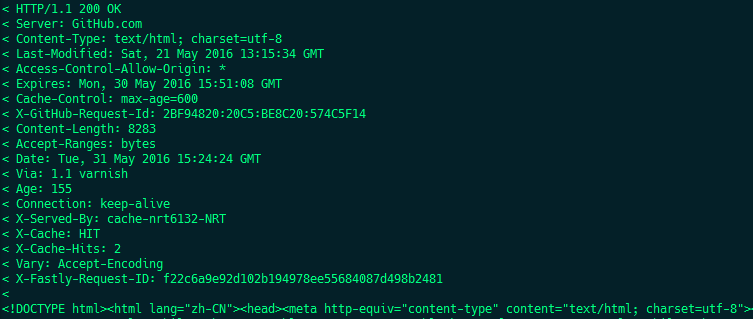 < HTTP/1.1 200 OK
< Server: GitHub.com
< Content-Type: text/html; charset=utf-8
< Last-Modified: Sat, 21 May 2016 13:15:34 GMT
< Access-Control-Allow-Origin: *
< Expires: Mon, 30 May 2016 15:51:08 GMT
< Cache-Control: max-age=600
< X-GitHub-Request-Id: 2BF94820:20C5:BE8C20:574C5F14
< Content-Length: 8283
< Accept-Ranges: bytes
< Date: Tue, 31 May 2016 15:24:24 GMT
< Via: 1.1 varnish
< Age: 155
< Connection: keep-alive
< X-Served-By: cache-nrt6132-NRT
< X-Cache: HIT
< X-Cache-Hits: 2
< Vary: Accept-Encoding
< X-Fastly-Request-ID: f22c6a9e92d102b194978ee55684087d498b2481
<
<!DOCTYPE html><html lang="zh-CN"><head><meta http-equiv="content-type" content="text/html; charset=utf-8"><